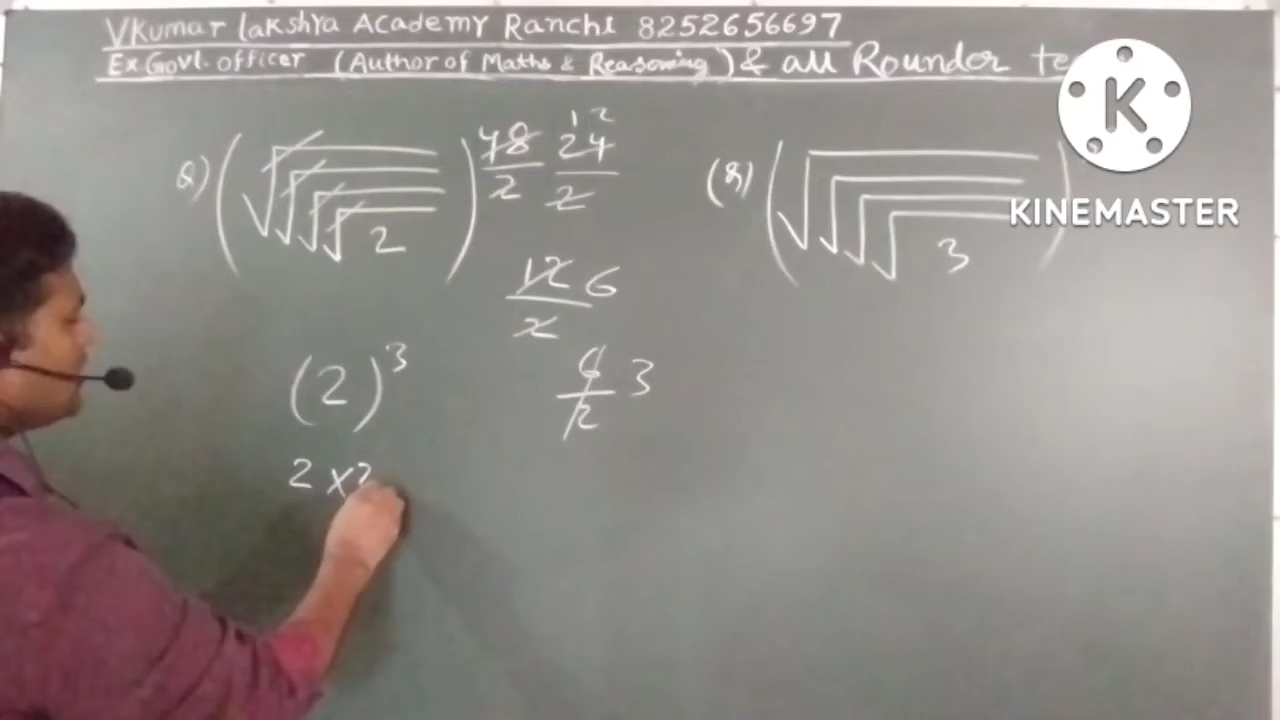 VKumar Lakshya Academy Ranchi 8252656697
Ex.Govt. officer (Author of Maths & Reasoning) & all Rounder te
Q) (√√√√2) 48/2 24/2 12
(8) (√√√√3)
KINEMASTER
12/2 6
(2)³ 6/2 3
2 x2